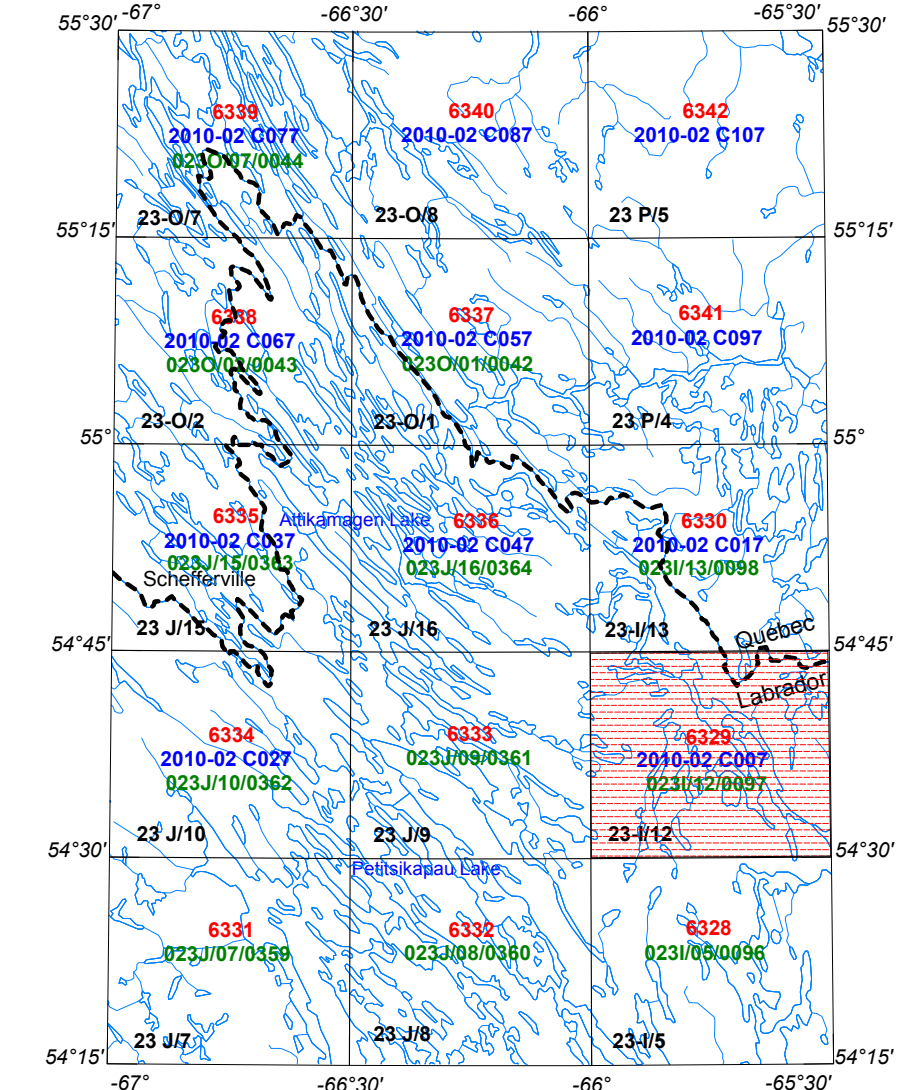 -67° -66°30' -66° -65°30'
55°30' 55°30'
6339 6340 6342
2010-02 C077 2010-02 C087 2010-02 C107
023O/07/0044
23-O/7 23-O/8 23 P/5
55°15' 55°15'
6338 6337 6341
2010-02 C067 2010-02 C057 2010-02 C097
023O/02/0043 023O/01/0042
23-O/2 23-O/1 23 P/4
55° 55°
6335 Attikamagen Lake 6336 6330
2010-02 C037 2010-02 C047 2010-02 C017
023J/15/0363 023J/16/0364 023I/13/0098
Schefferville
23 J/15 23 J/16 23-I/13 Quebec
54°45' 54°45'
Labrador
6334 6333 6329
2010-02 C027 023J/09/0361 2010-02 C007
023J/10/0362 023I/12/0097
23 J/10 23 J/9 23-I/12
54°30' 54°30'
Petitsikapau Lake
6331 6332 6328
023J/07/0359 023J/08/0360 023I/05/0096
23 J/7 23 J/8 23-I/5
54°15' 54°15'
-67° -66°30' -66° -65°30'